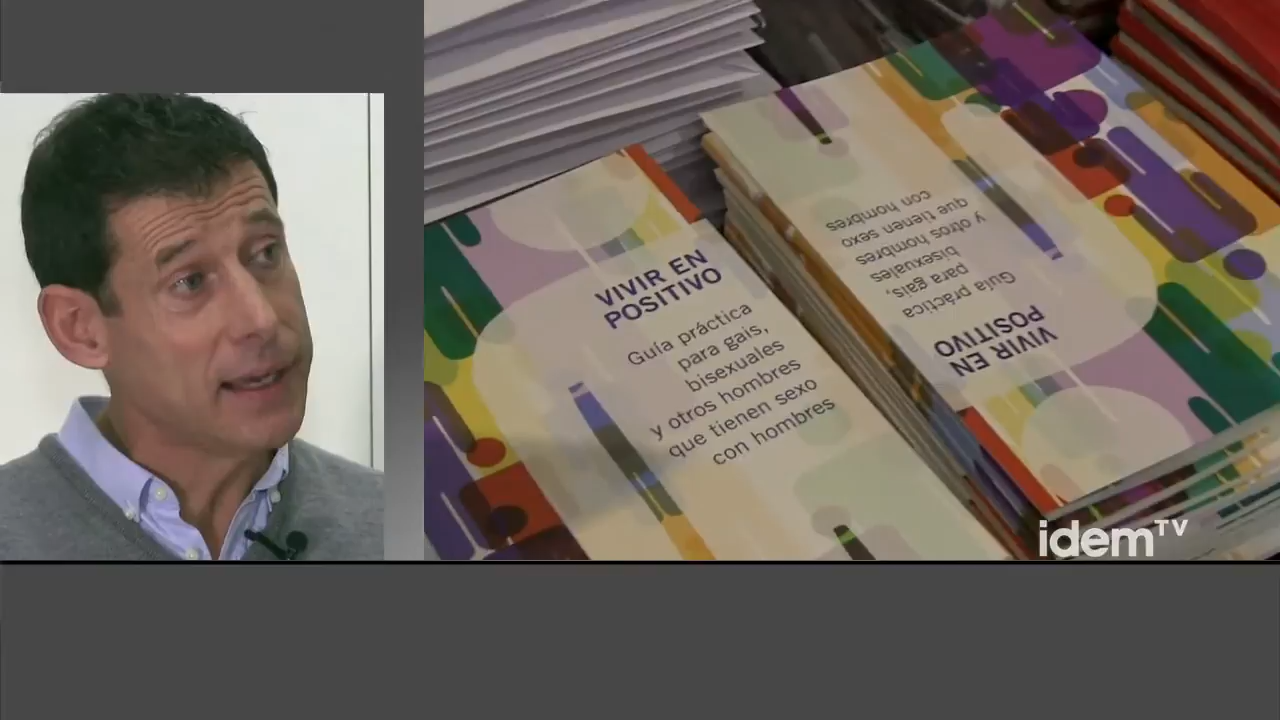 VIVIR EN
POSITIVO
Guía práctica
para gais,
bisexuales
y otros hombres
que tienen sexo
con hombres
VIVIR EN
POSITIVO
Guía práctica
para gais,
bisexuales
y otros hombres
que tienen sexo
con hombres
idemTV